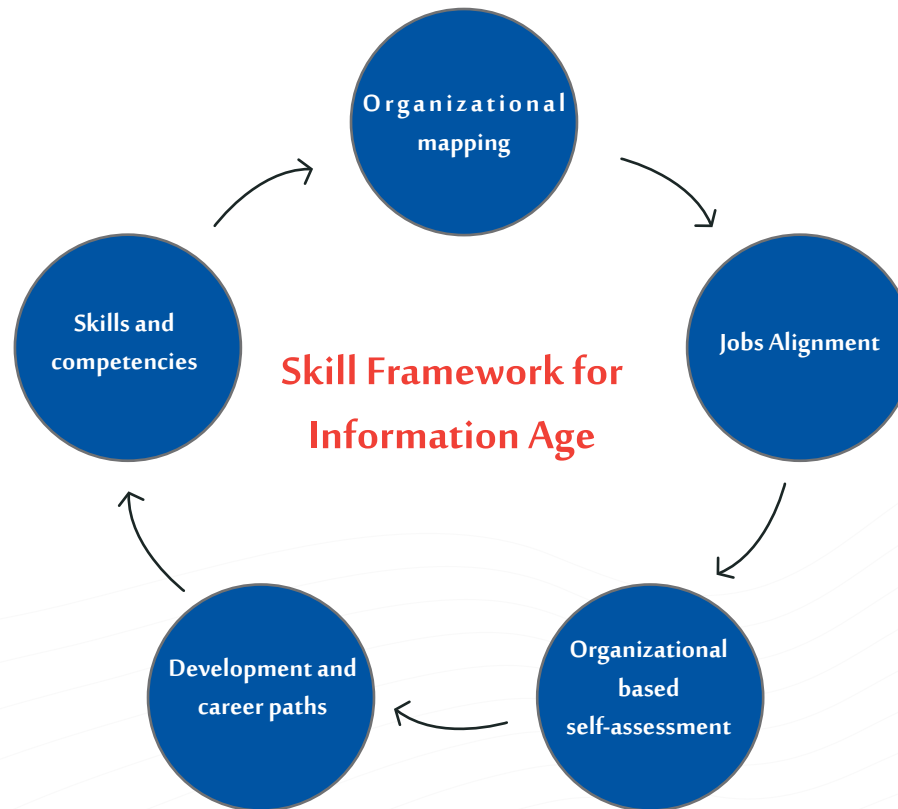 Organizational
mapping
Jobs Alignment
Organizational
based
self-assessment
Development and
career paths
Skills and
competencies
Skill Framework for
Information Age